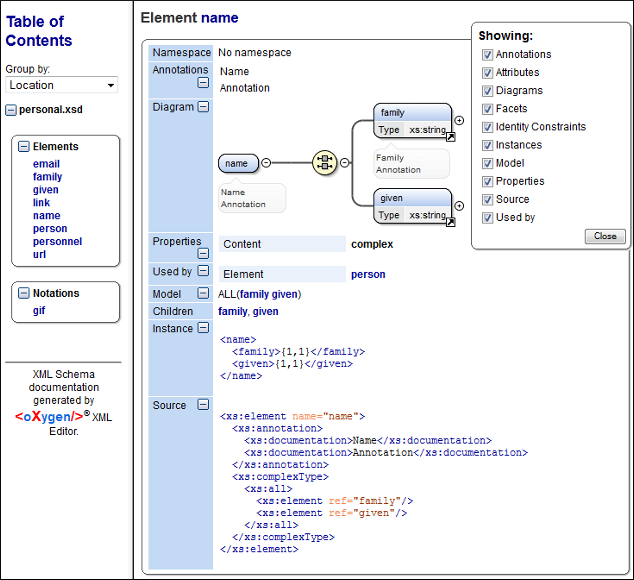 Table of
Contents
Group by:
Location
personal.xsd
Elements
email
family
given
link
name
person
personnel
url
Notations
gif
XML Schema
documentation
generated by
<oXygen/>® XML
Editor.
Element name
Namespace No namespace
Annotations Name
Annotation
Diagram
name
Name
Annotation
family
Type xs:string
Family
Annotation
given
Type xs:string
Properties Content complex
Used by Element person
Model ALL(family given)
Children family, given
Instance
<name>
<family>{1,1}</family>
<given>{1,1}</given>
</name>
Source
<xs:element name="name">
<xs:annotation>
<xs:documentation>Name</xs:documentation>
<xs:documentation>Annotation</xs:documentation>
</xs:annotation>
<xs:complexType>
<xs:all>
<xs:element ref="family"/>
<xs:element ref="given"/>
</xs:all>
</xs:complexType>
</xs:element>
Showing:
Annotations
Attributes
Diagrams
Facets
Identity Constraints
Instances
Model
Properties
Source
Used by
Close